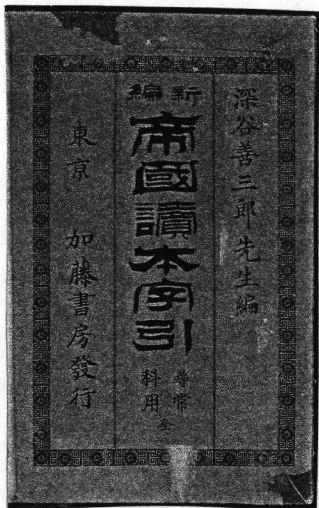 深谷善三郎先生編
新編
帝國讀本字引
尋常
科用
全
東京 加藤書房發行